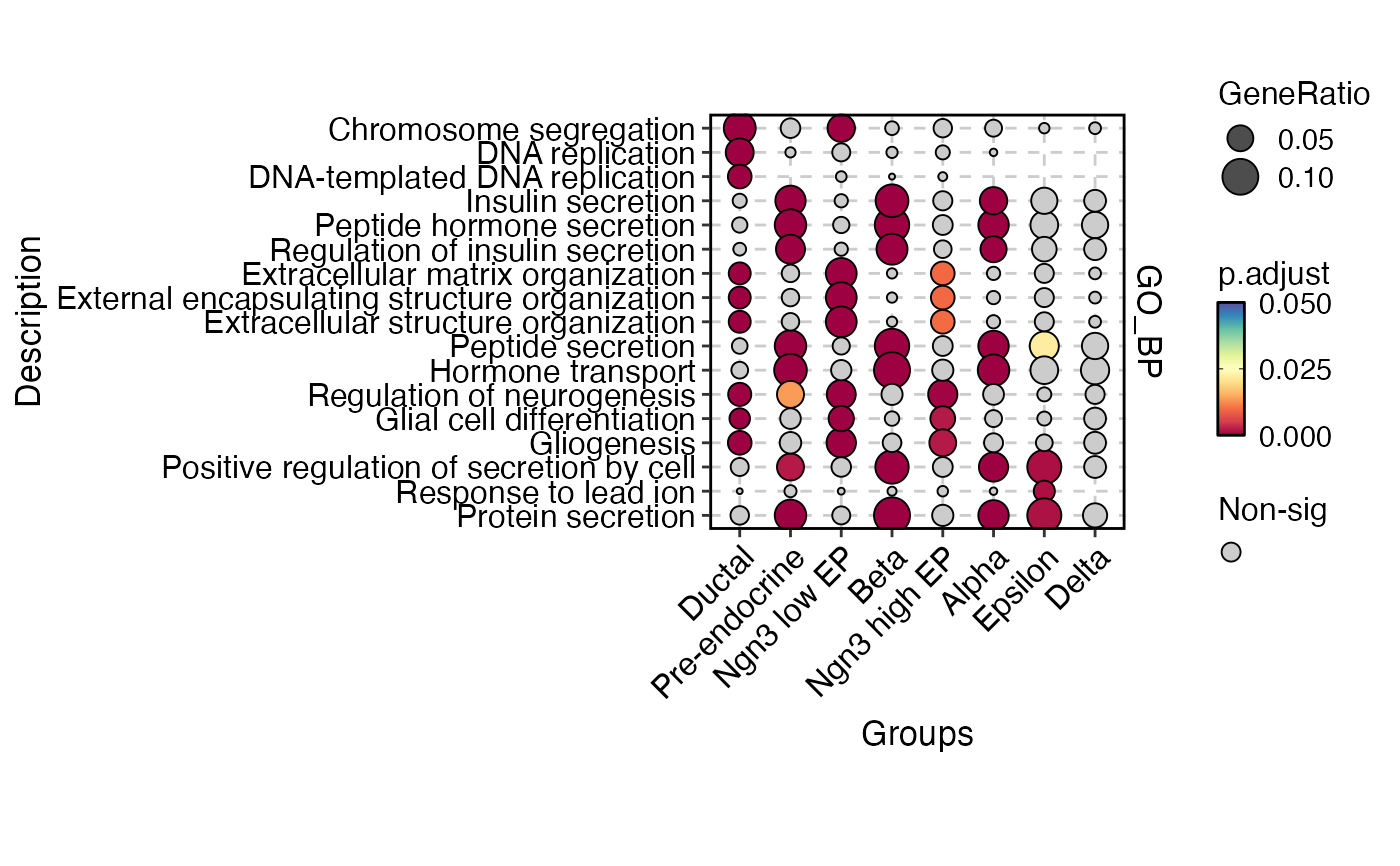 Description
Chromosome segregation
DNA replication
DNA-templated DNA replication
Insulin secretion
Peptide hormone secretion
Regulation of insulin secretion
Extracellular matrix organization
External encapsulating structure organization
Extracellular structure organization
Peptide secretion
Hormone transport
Regulation of neurogenesis
Glial cell differentiation
Gliogenesis
Positive regulation of secretion by cell
Response to lead ion
Protein secretion
GO_BP
Ductal
Pre-endocrine
Ngn3 low EP
Beta
Ngn3 high EP
Alpha
Epsilon
Delta
Groups
GeneRatio
0.05
0.10
p.adjust
0.050
0.025
0.000
Non-sig